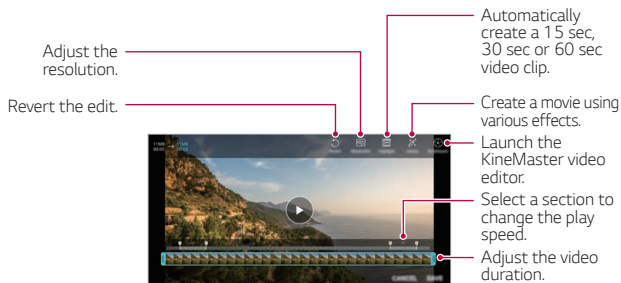 Automatically
create a 15 sec,
30 sec or 60 sec
video clip.
Adjust the
resolution.
Revert the edit.
Create a movie using
various effects.
Launch the
KineMaster video
editor.
Select a section to
change the play
speed.
Adjust the video
duration.
CANCEL SAVE